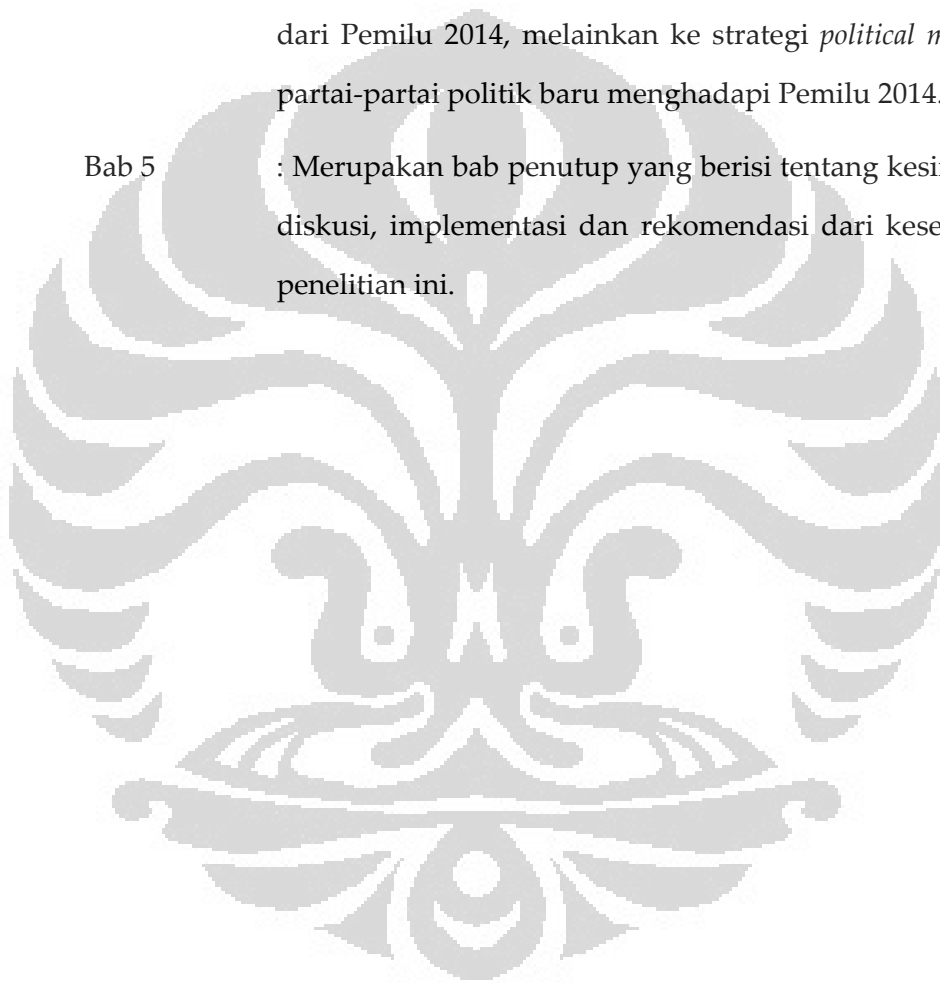 dari Pemilu 2014, melainkan ke strategi political
partai-partai politik baru menghadapi Pemilu 2014.
Bab 5 : Merupakan bab penutup yang berisi tentang
diskusi, implementasi dan rekomendasi dari
penelitian ini.